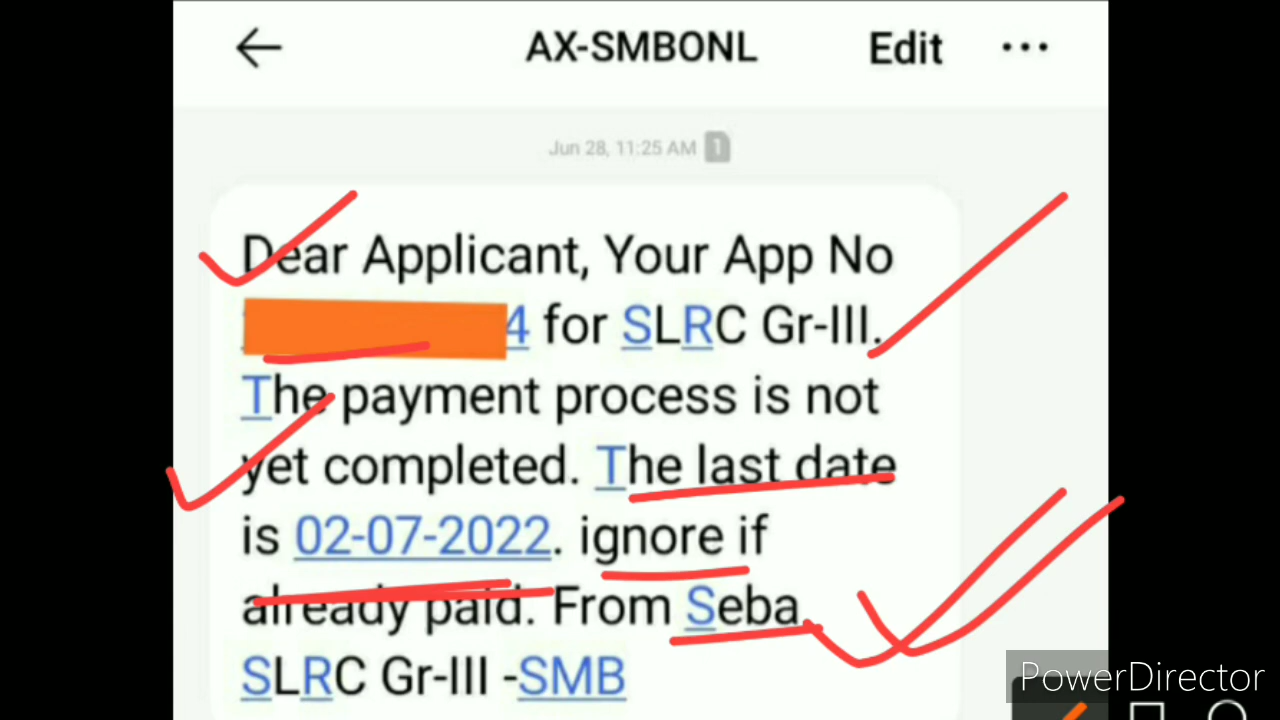 AX-SMBONL Edit
Jun 28, 11:25 AM 1
Dear Applicant, Your App No
4 for SLRC Gr-III.
The payment process is not
yet completed. The last date
is 02-07-2022. ignore if
already paid. From Seba
SLRC Gr-III -SMB
PowerDirector